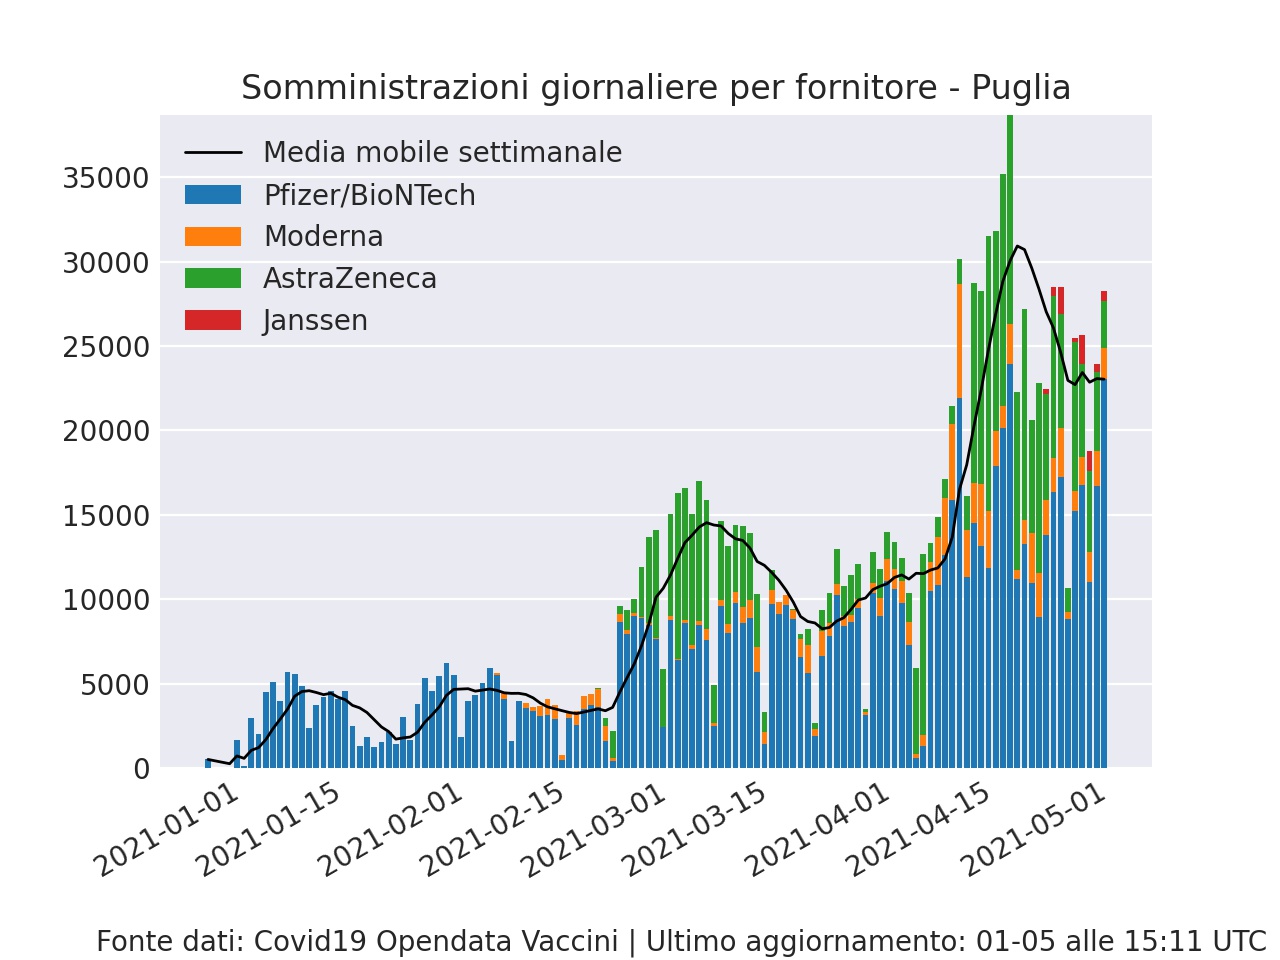 Somministrazioni giornaliere per fornitore - Puglia
Media mobile settimanale
Pfizer/BioNTech
Moderna
AstraZeneca
Janssen
35000
30000
25000
20000
15000
10000
5000
0
2021-01-01
2021-01-15
2021-02-01
2021-02-15
2021-03-01
2021-03-15
2021-04-01
2021-04-15
2021-05-01
Fonte dati: Covid19 Opendata Vaccini | Ultimo aggiornamento: 01-05 alle 15:11 UTC